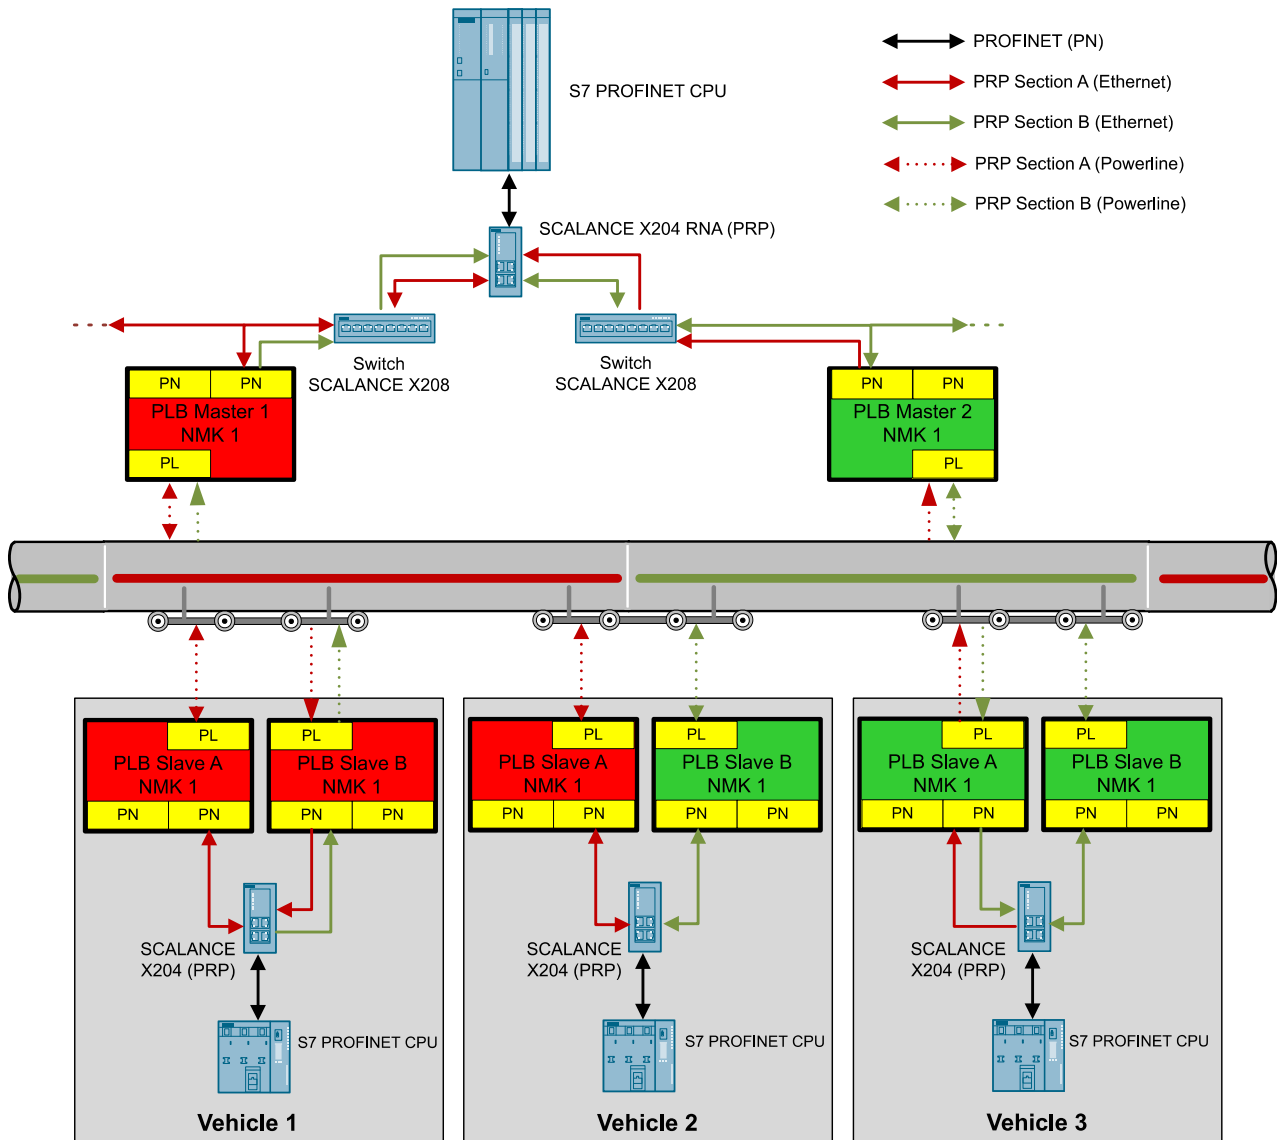 PROFINET (PN)
PRP Section A (Ethernet)
PRP Section B (Ethernet)
PRP Section A (Powerline)
PRP Section B (Powerline)
S7 PROFINET CPU
SCALANCE X204 RNA (PRP)
Switch
SCALANCE X208
Switch
SCALANCE X208
PN PN
PLB Master 1
NMK 1
PL
PN PN
PLB Master 2
NMK 1
PL
PL
PLB Slave A
NMK 1
PN PN
PL
PLB Slave B
NMK 1
PN PN
SCALANCE
X204 (PRP)
S7 PROFINET CPU
Vehicle 1
PL
PLB Slave A
NMK 1
PN PN
PL
PLB Slave B
NMK 1
PN PN
SCALANCE
X204 (PRP)
S7 PROFINET CPU
Vehicle 2
PL
PLB Slave A
NMK 1
PN PN
PL
PLB Slave B
NMK 1
PN PN
SCALANCE
X204 (PRP)
S7 PROFINET CPU
Vehicle 3